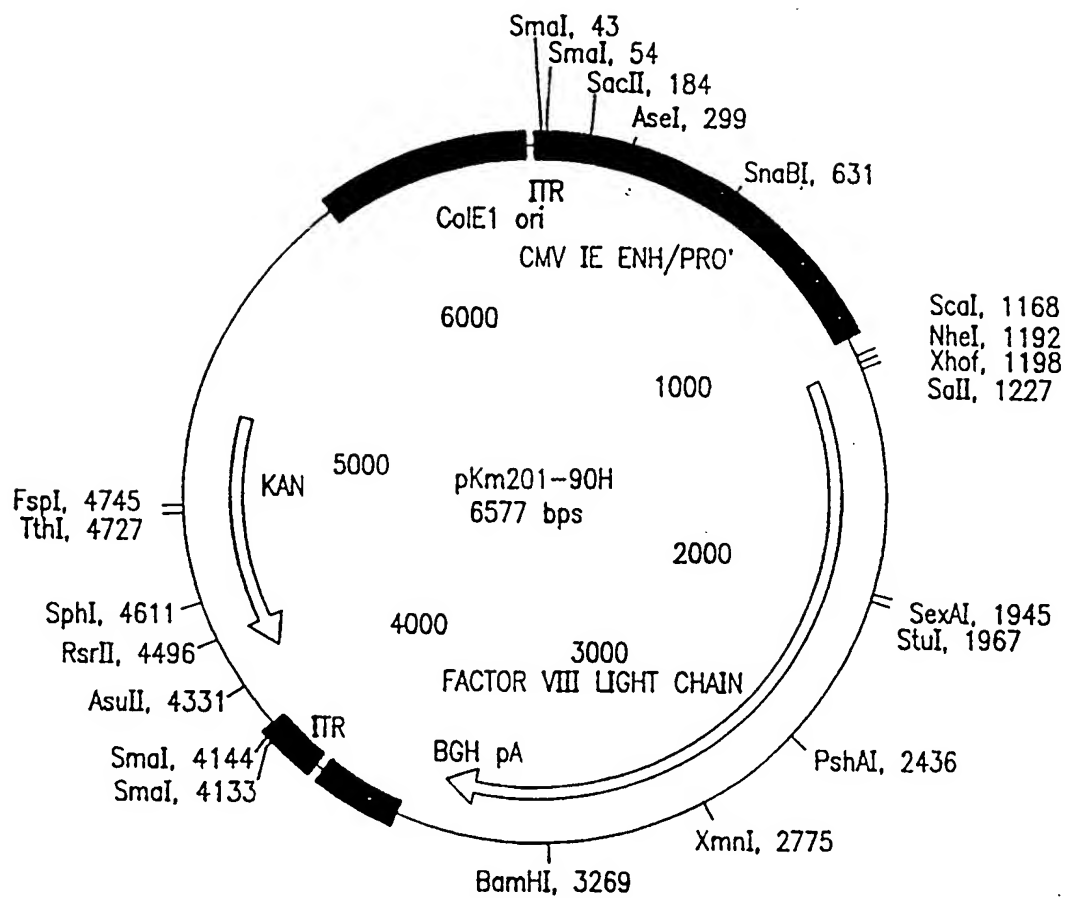 SmaI, 43
SmaI, 54
SacII, 184
AseI, 299
SnaBI, 631
ITR
ColE1 ori
CMV IE ENH/PRO'
6000
ScaI, 1168
NheI, 1192
XhoI, 1198
SalI, 1227
1000
5000
KAN
pKm201-90H
6577 bps
FspI, 4745
TthI, 4727
2000
SphI, 4611
RsrII, 4496
4000
3000
SexAI, 1945
StuI, 1967
FACTOR VIII LIGHT CHAIN
AsuII, 4331
ITR
BGH pA
SmaI, 4144
SmaI, 4133
PshAI, 2436
XmnI, 2775
BamHI, 3269